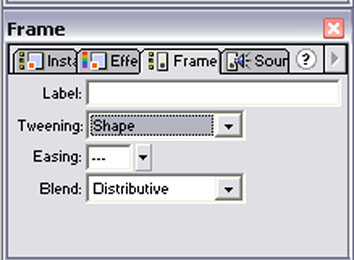 Frame
Inst Effe Frame Sour ?
Label:
Tweening: Shape
Easing: ---
Blend: Distributive